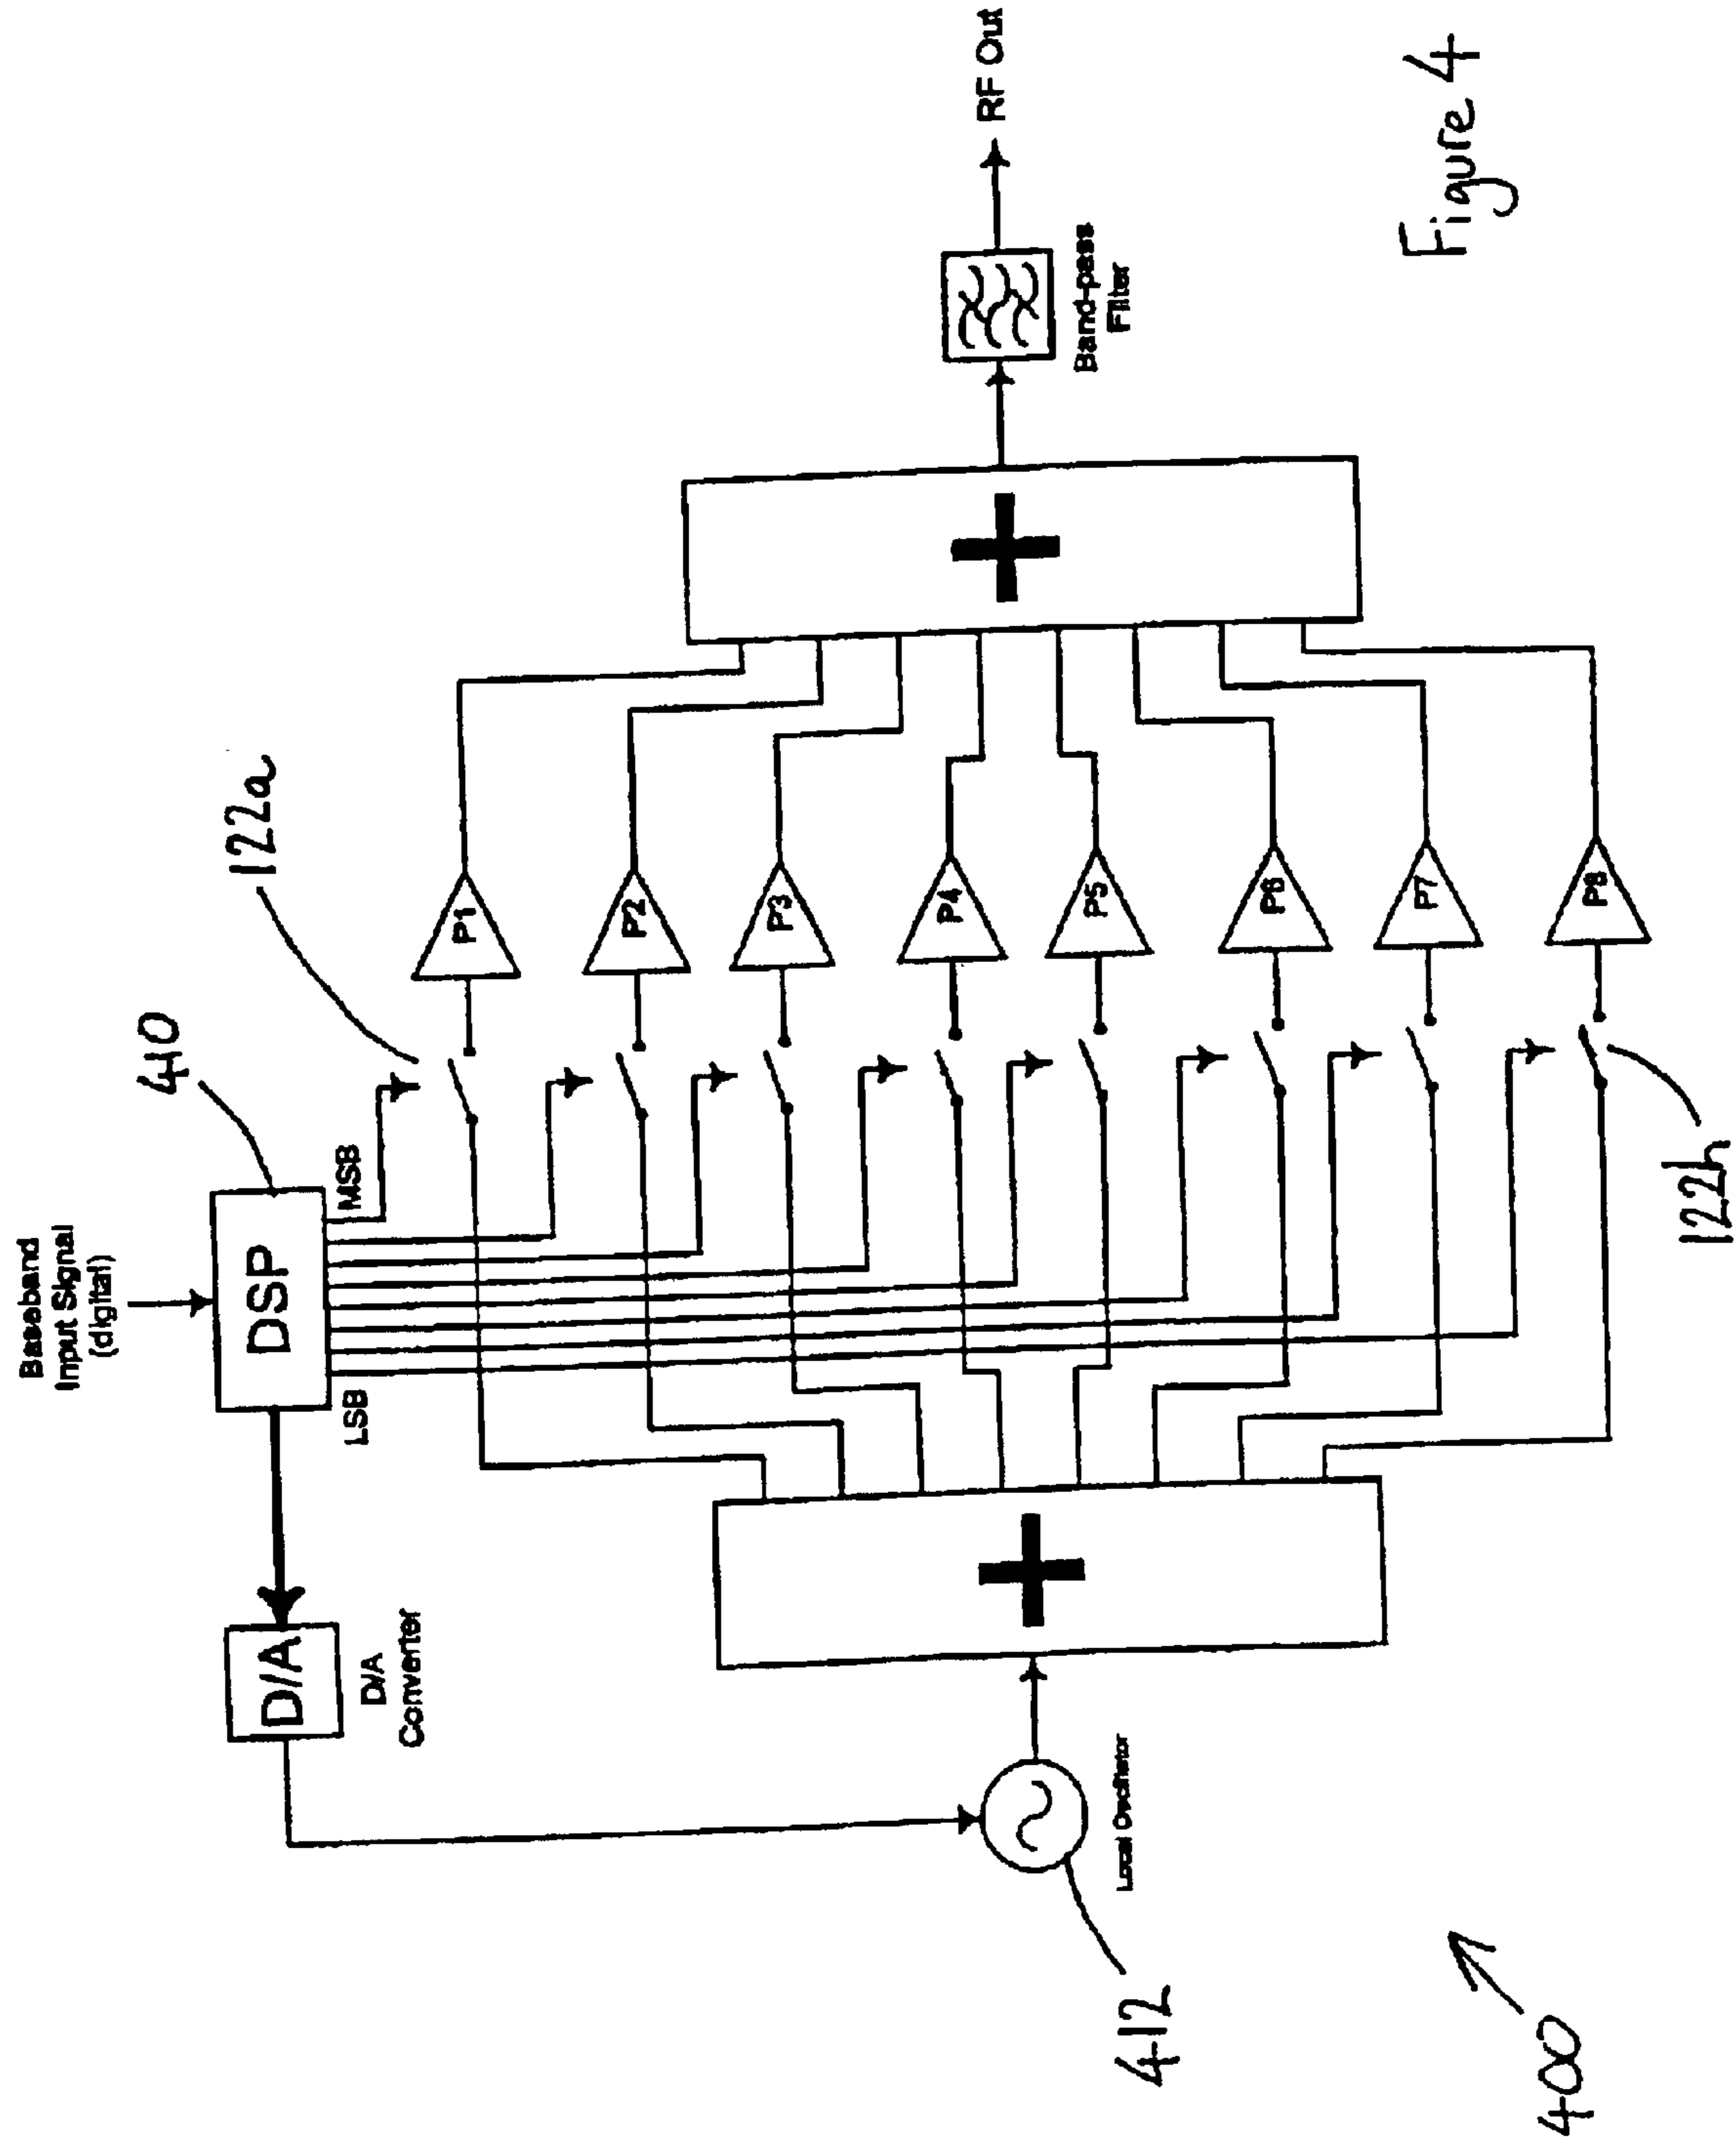 Baseband
Input Signal
(digital)
40
DSP
MSB
LSB
D/A
D/A
Converter
122a
P1
P2
P3
P4
P5
P6
P7
P8
122h
Local Oscillator
412
Band-pass
Filter
RF Out
400
Figure 4